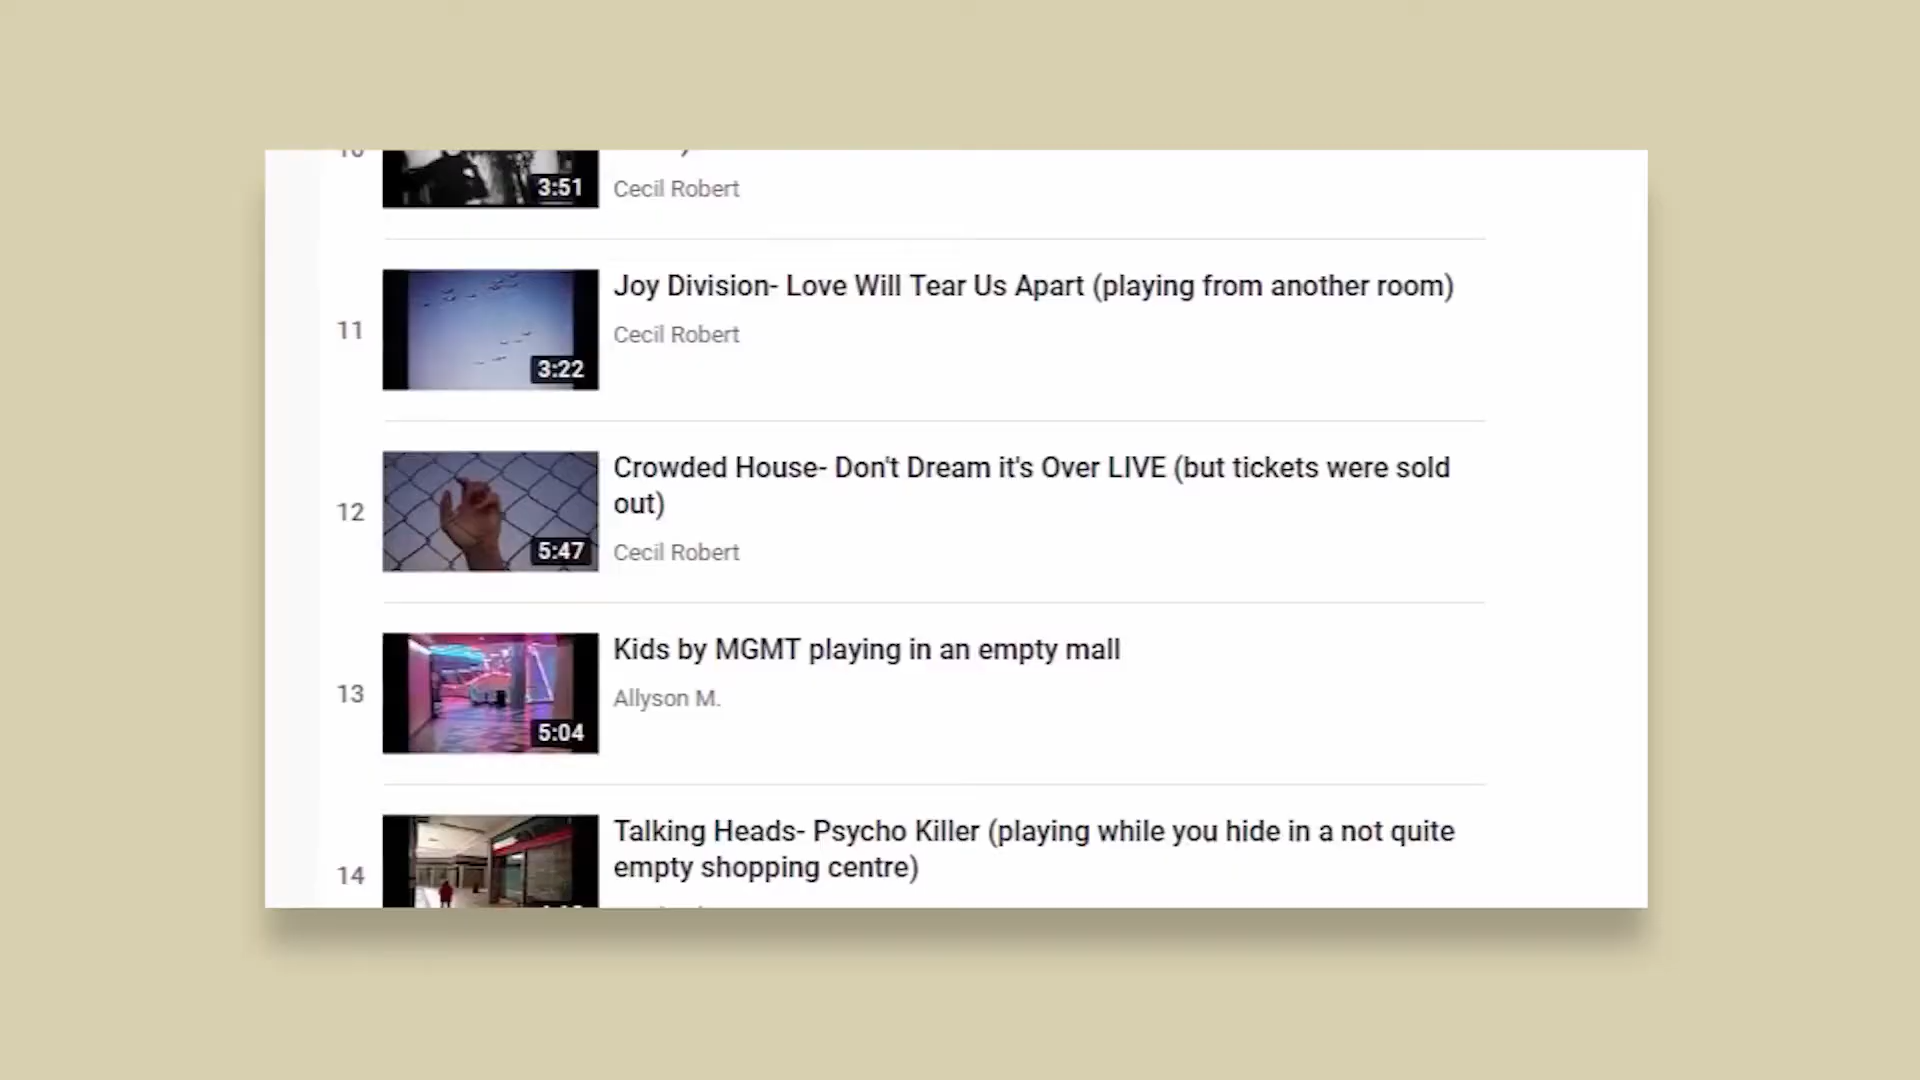 3:51
Cecil Robert
11
3:22
Joy Division- Love Will Tear Us Apart (playing from another room)
Cecil Robert
12
5:47
Crowded House- Don't Dream it's Over LIVE (but tickets were sold
out)
Cecil Robert
13
5:04
Kids by MGMT playing in an empty mall
Allyson M.
14
Talking Heads- Psycho Killer (playing while you hide in a not quite
empty shopping centre)